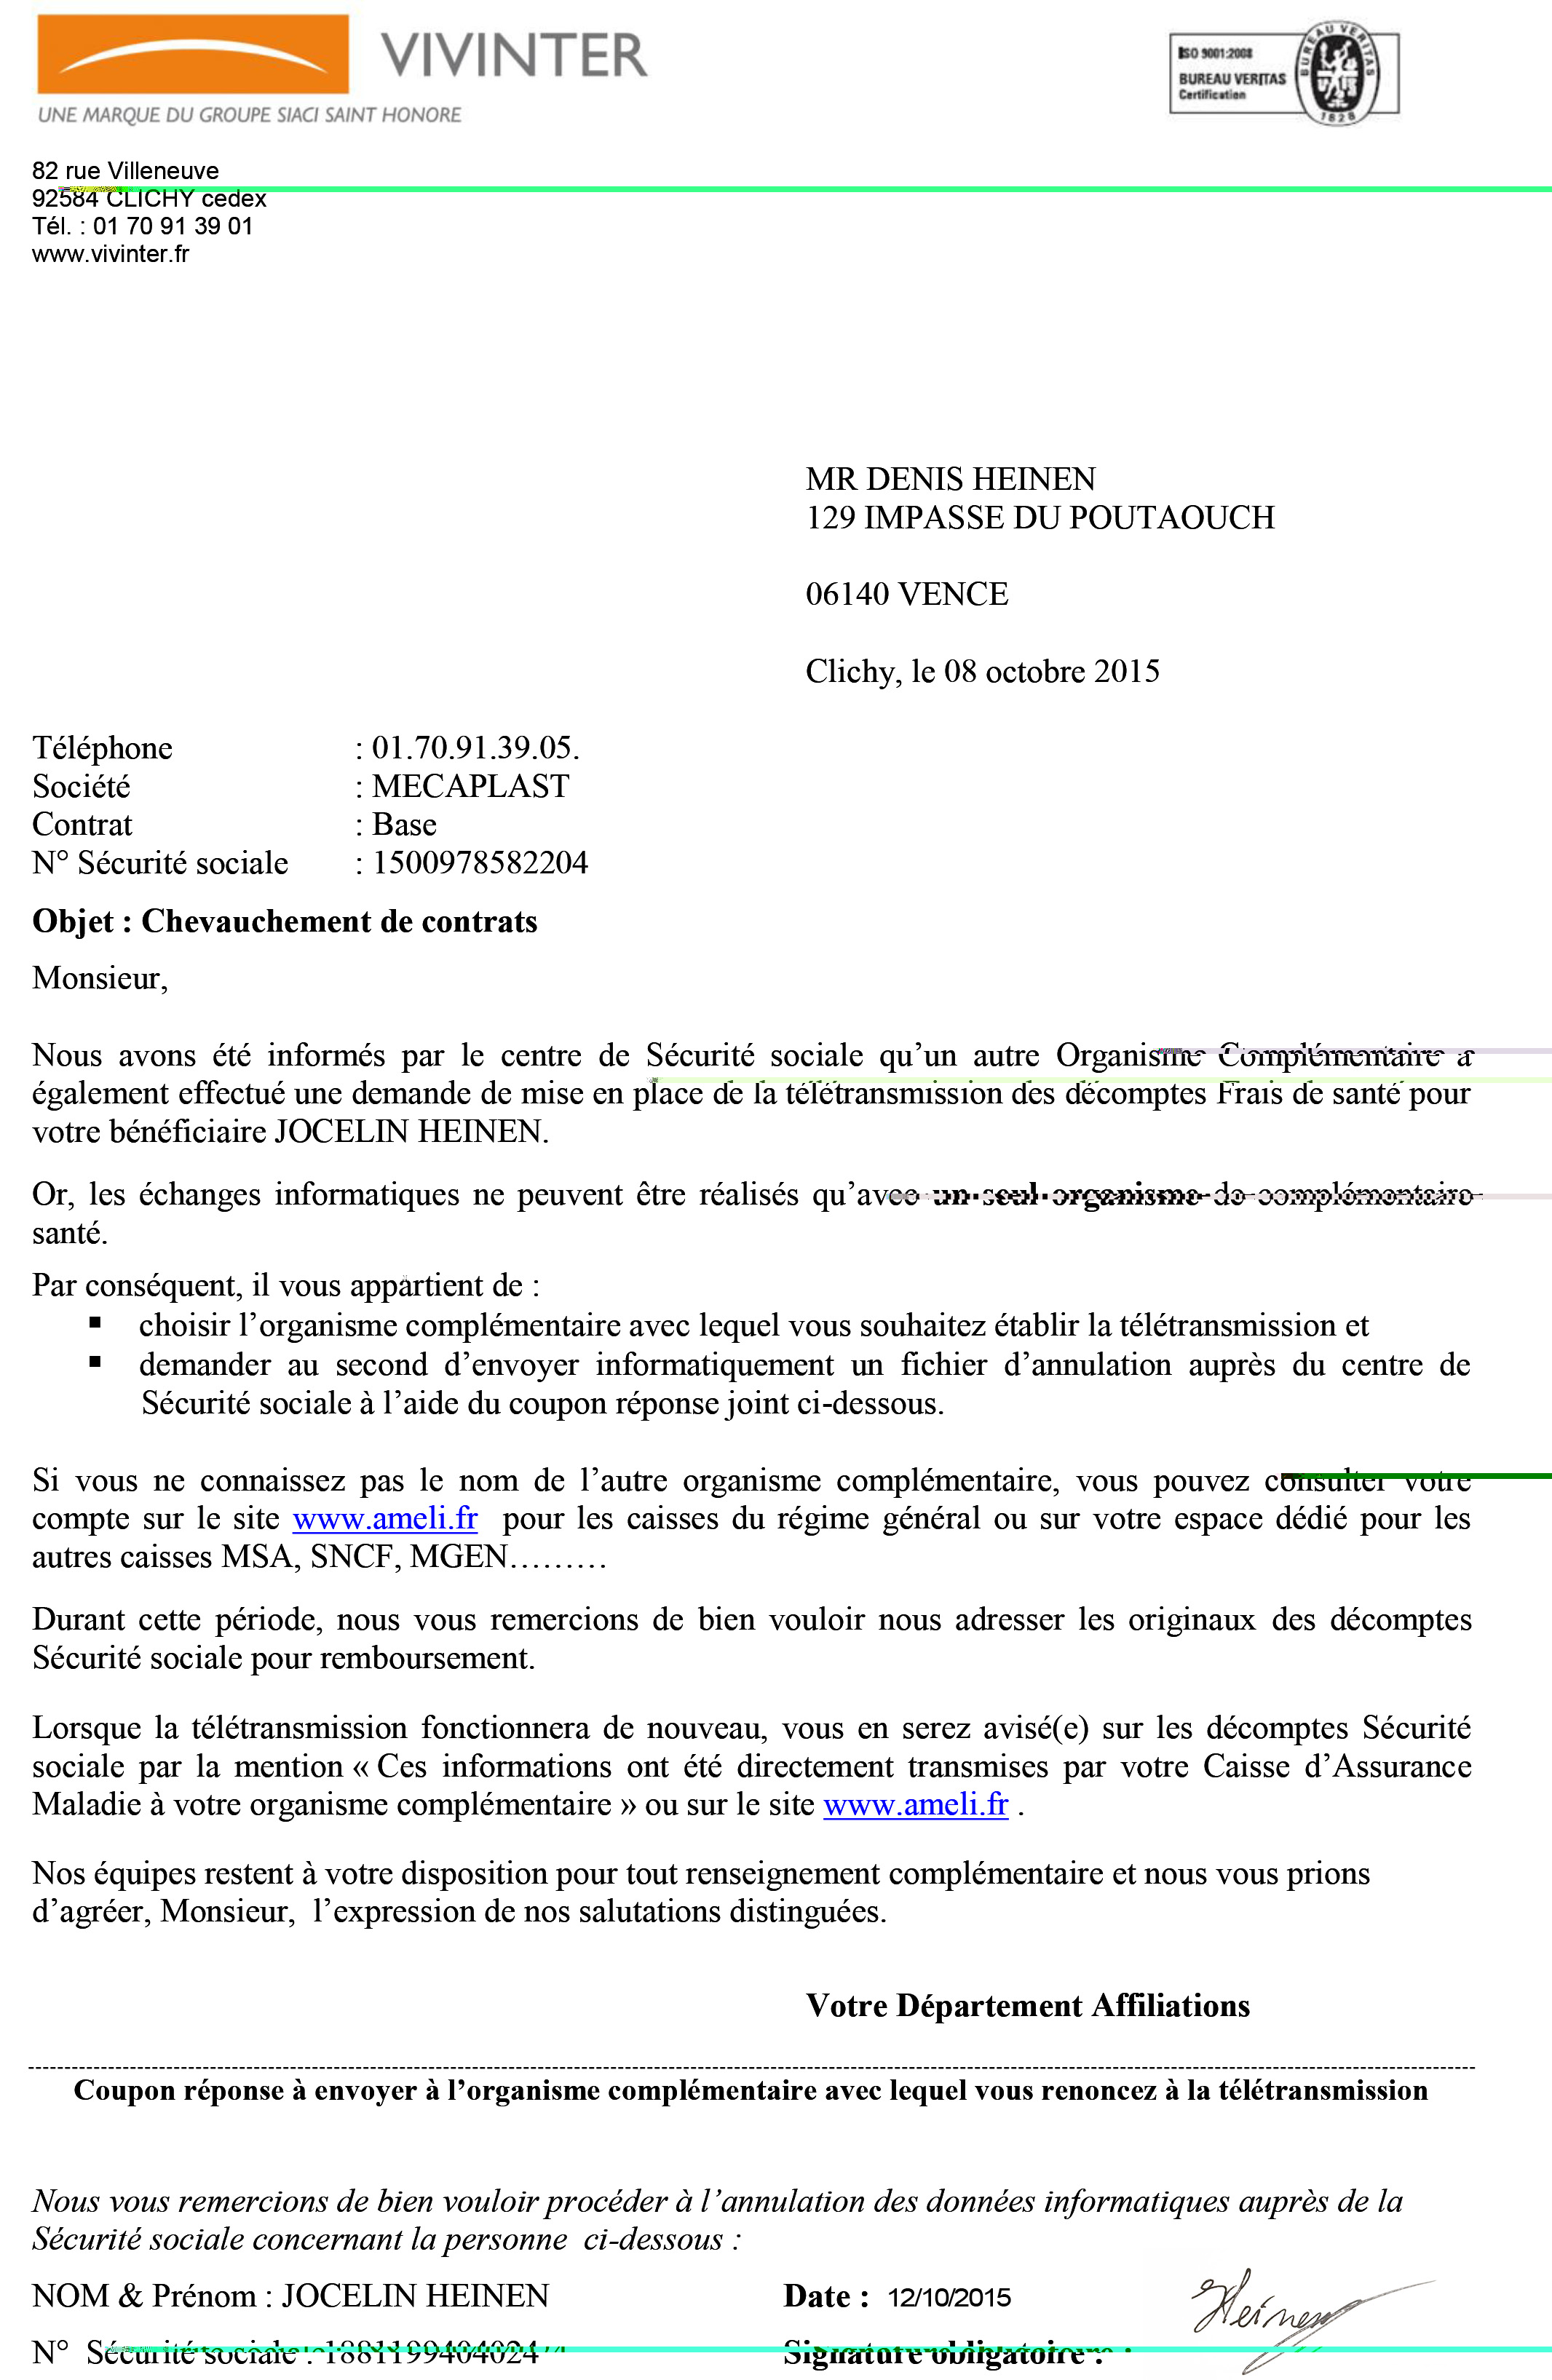 VIVINTER
UNE MARQUE DU GROUPE SIACI SAINT HONORE
ISO 9001:2008
BUREAU VERITAS
Certification
BUREAU VERITAS
1828
82 rue Villeneuve
92584 CLICHY cedex
Tél. : 01 70 91 39 01
www.vivinter.fr
MR DENIS HEINEN
129 IMPASSE DU POUTAOUCH
06140 VENCE
Clichy, le 08 octobre 2015
Téléphone : 01.70.91.39.05.
Société : MECAPLAST
Contrat : Base
N° Sécurité sociale : 1500978582204
Objet : Chevauchement de contrats
Monsieur,
Nous avons été informés par le centre de Sécurité sociale qu’un autre Organisme Complémentaire a
également effectué une demande de mise en place de la télétransmission des décomptes Frais de santé pour
votre bénéficiaire JOCELIN HEINEN.
Or, les échanges informatiques ne peuvent être réalisés qu’avec un seul organisme de complémentaire
santé.
Par conséquent, il vous appartient de :
▪ choisir l’organisme complémentaire avec lequel vous souhaitez établir la télétransmission et
▪ demander au second d’envoyer informatiquement un fichier d’annulation auprès du centre de
Sécurité sociale à l’aide du coupon réponse joint ci-dessous.
Si vous ne connaissez pas le nom de l’autre organisme complémentaire, vous pouvez consulter votre
compte sur le site www.ameli.fr pour les caisses du régime général ou sur votre espace dédié pour les
autres caisses MSA, SNCF, MGEN………
Durant cette période, nous vous remercions de bien vouloir nous adresser les originaux des décomptes
Sécurité sociale pour remboursement.
Lorsque la télétransmission fonctionnera de nouveau, vous en serez avisé(e) sur les décomptes Sécurité
sociale par la mention « Ces informations ont été directement transmises par votre Caisse d’Assurance
Maladie à votre organisme complémentaire » ou sur le site www.ameli.fr .
Nos équipes restent à votre disposition pour tout renseignement complémentaire et nous vous prions
d’agréer, Monsieur, l’expression de nos salutations distinguées.
Votre Département Affiliations
Coupon réponse à envoyer à l’organisme complémentaire avec lequel vous renoncez à la télétransmission
Nous vous remercions de bien vouloir procéder à l’annulation des données informatiques auprès de la
Sécurité sociale concernant la personne ci-dessous :
NOM & Prénom : JOCELIN HEINEN Date : 12/10/2015 Heinen
N° Sécurité sociale : Signature obligatoire :